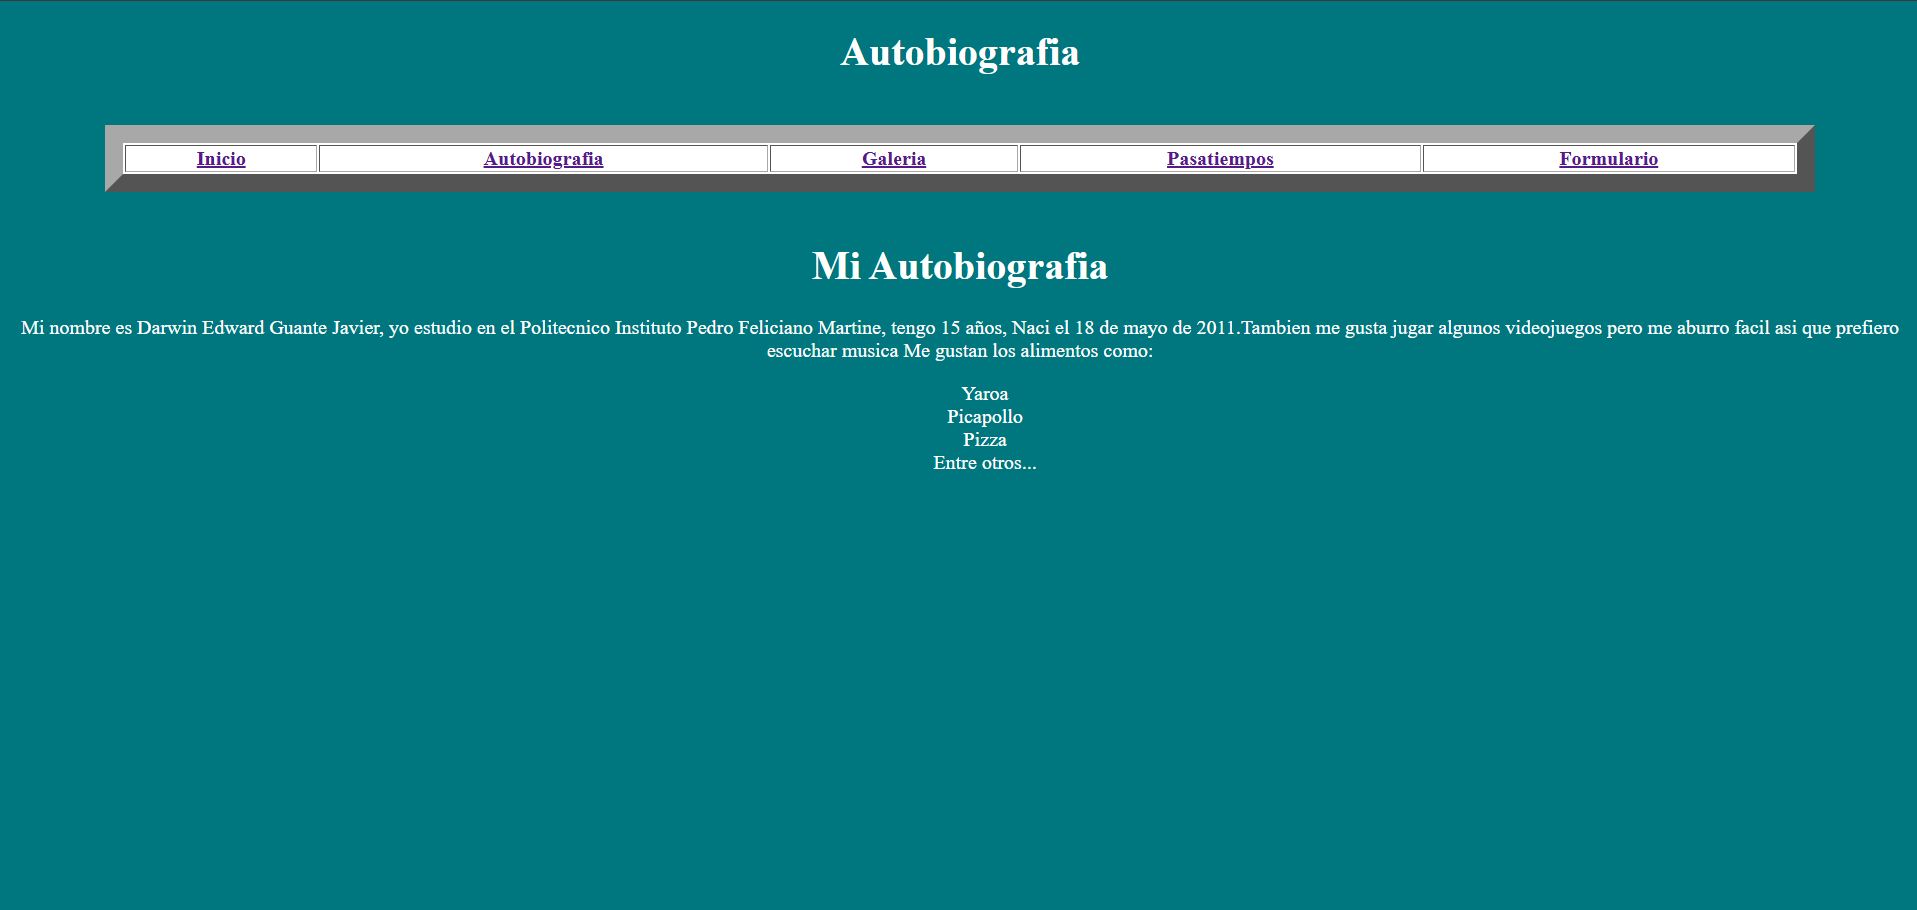 Autobiografia
Inicio Autobiografia Galeria Pasatiempos Formulario
Mi Autobiografia
Mi nombre es Darwin Edward Guante Javier, yo estudio en el Politecnico Instituto Pedro Feliciano Martine, tengo 15 años, Naci el 18 de mayo de 2011.Tambien me gusta jugar algunos videojuegos pero me aburro facil asi que prefiero
escuchar musica Me gustan los alimentos como:
Yaroa
Picapollo
Pizza
Entre otros...